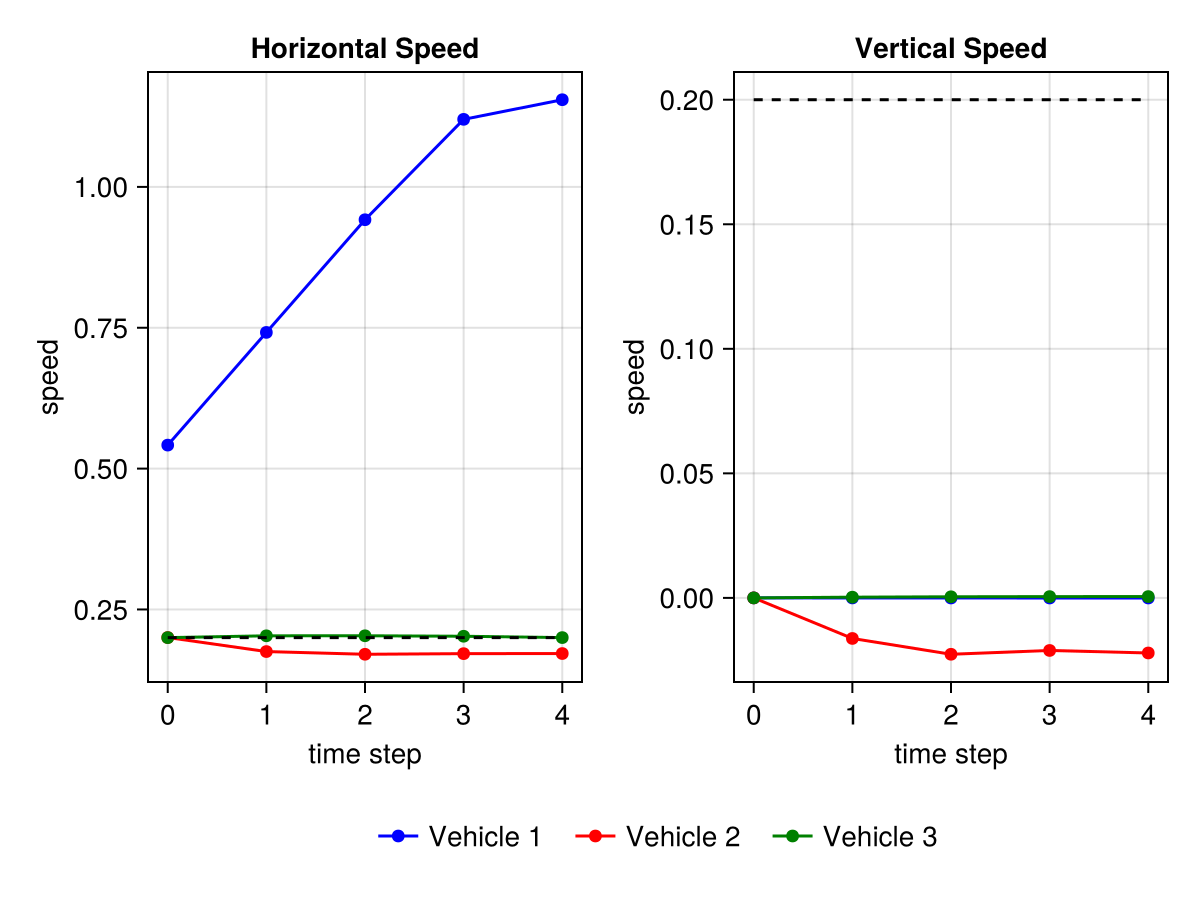 Horizontal Speed
speed
1.00
0.75
0.50
0.25
0 1 2 3 4
time step
Vertical Speed
speed
0.20
0.15
0.10
0.05
0.00
0 1 2 3 4
time step
Vehicle 1 Vehicle 2 Vehicle 3